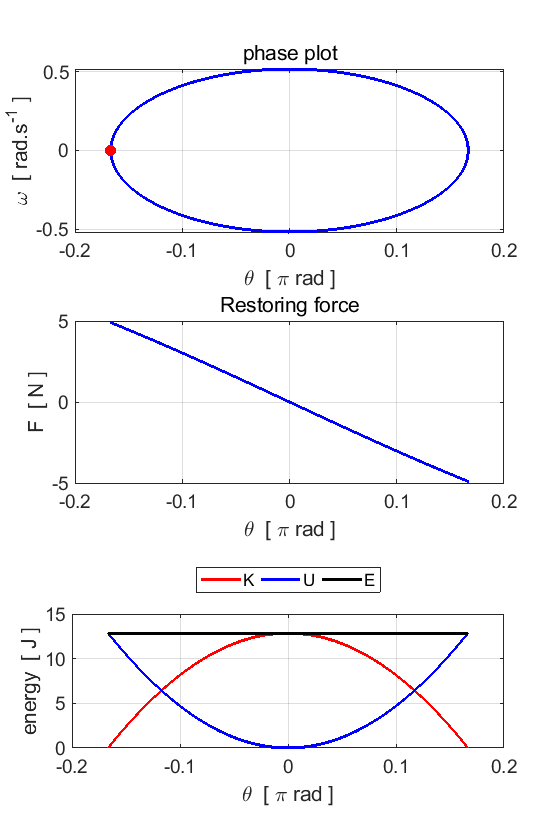 phase plot
ω [ rad.s-1 ]
0.5
0
-0.5
-0.2 -0.1 0 0.1 0.2
θ [ π rad ]
Restoring force
F [ N ]
5
0
-5
-0.2 -0.1 0 0.1 0.2
θ [ π rad ]
K U E
energy [ J ]
15
10
5
0
-0.2 -0.1 0 0.1 0.2
θ [ π rad ]